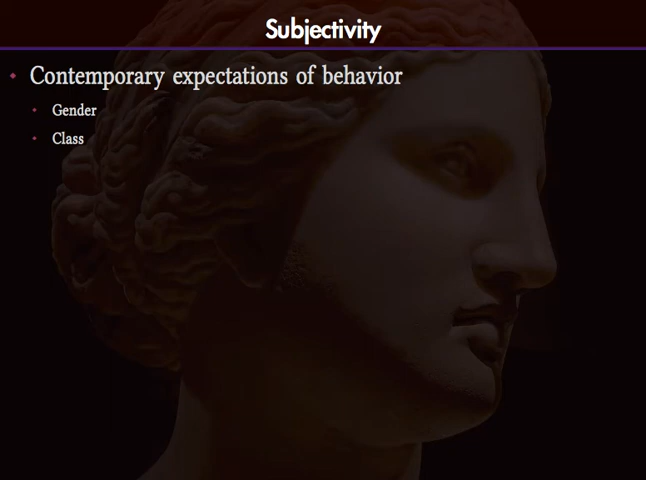 Subjectivity
Contemporary expectations of behavior
Gender
Class